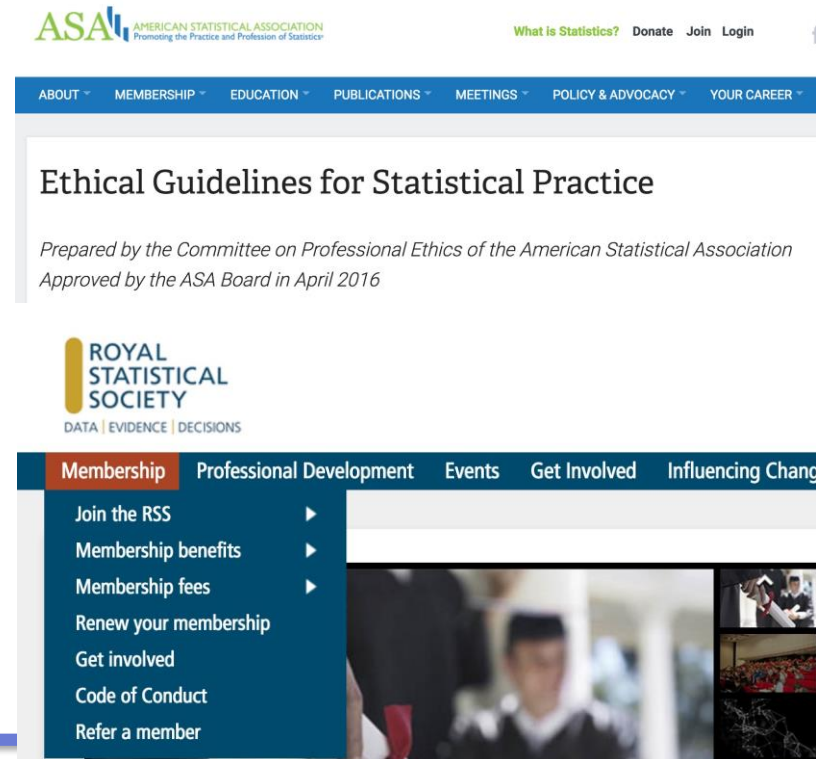 ASA AMERICAN STATISTICAL ASSOCIATION
Promoting the Practice and Profession of Statistics
What is Statistics? Donate Join Login
ABOUT MEMBERSHIP EDUCATION PUBLICATIONS MEETINGS POLICY & ADVOCACY YOUR CAREER
Ethical Guidelines for Statistical Practice
Prepared by the Committee on Professional Ethics of the American Statistical Association
Approved by the ASA Board in April 2016
ROYAL
STATISTICAL
SOCIETY
DATA | EVIDENCE | DECISIONS
Membership Professional Development Events Get Involved Influencing Chang
Join the RSS
Membership benefits
Membership fees
Renew your membership
Get involved
Code of Conduct
Refer a member